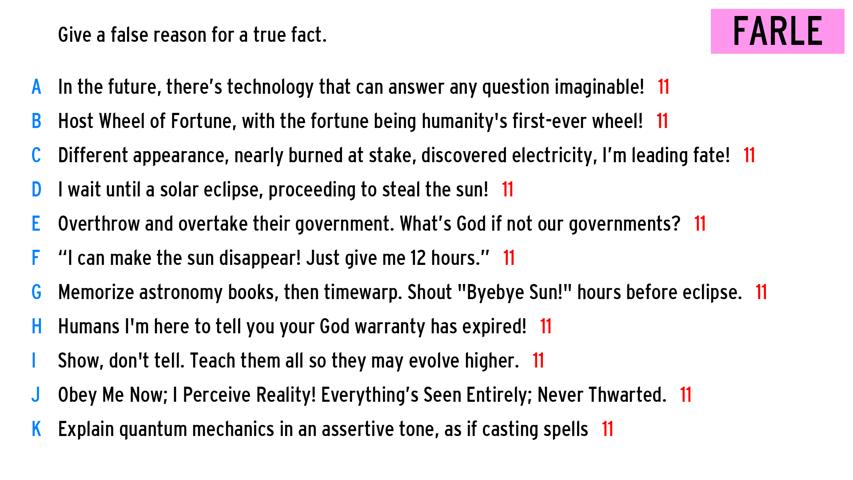 Give a false reason for a true fact.
FARLE
A In the future, there's technology that can answer any question imaginable! 11
B Host Wheel of Fortune, with the fortune being humanity's first-ever wheel! 11
C Different appearance, nearly burned at stake, discovered electricity, I'm leading fate! 11
D I wait until a solar eclipse, proceeding to steal the sun! 11
E Overthrow and overtake their government. What's God if not our governments? 11
F “I can make the sun disappear! Just give me 12 hours.” 11
G Memorize astronomy books, then timewarp. Shout "Byebye Sun!" hours before eclipse. 11
H Humans I'm here to tell you your God warranty has expired! 11
I Show, don't tell. Teach them all so they may evolve higher. 11
J Obey Me Now; I Perceive Reality! Everything's Seen Entirely; Never Thwarted. 11
K Explain quantum mechanics in an assertive tone, as if casting spells 11